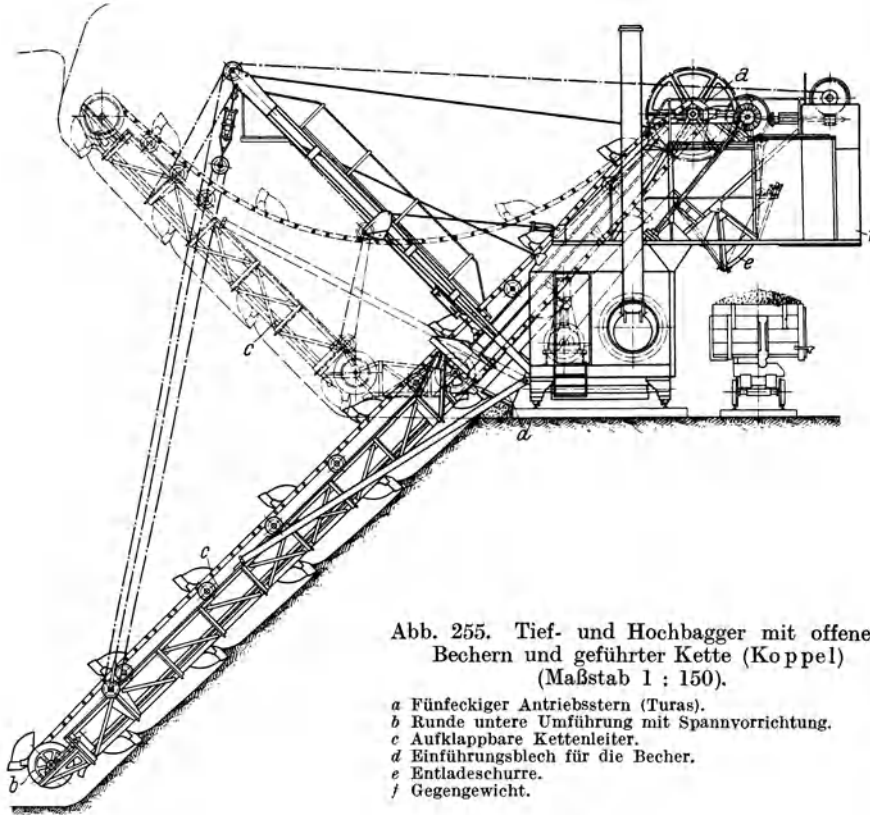 a
e
c
d
c
b
Abb. 255. Tief- und Hochbagger mit offene
Bechern und geführter Kette (Koppel)
(Maßstab 1 : 150).
a Fünfeckiger Antriebsstern (Turas).
b Runde untere Umführung mit Spannvorrichtung.
c Aufklappbare Kettenleiter.
d Einführungsblech für die Becher.
e Entladeschurre.
f Gegengewicht.